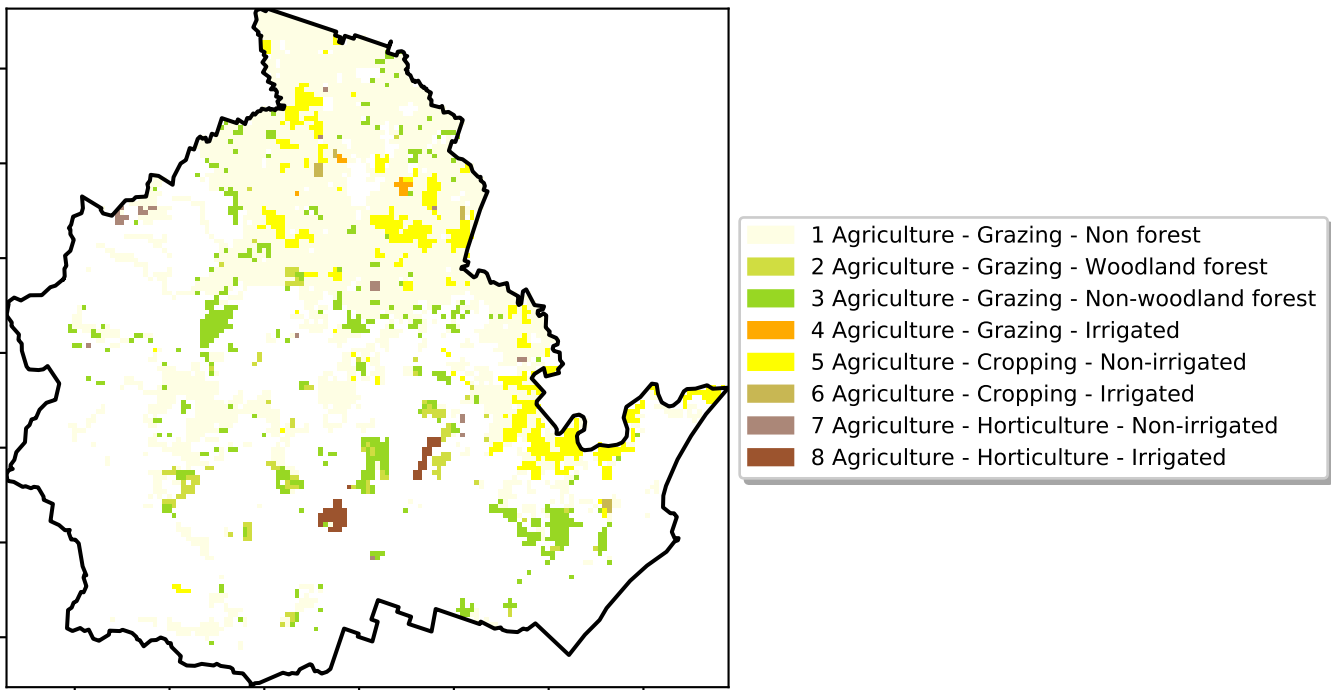 1 Agriculture - Grazing - Non forest
2 Agriculture - Grazing - Woodland forest
3 Agriculture - Grazing - Non-woodland forest
4 Agriculture - Grazing - Irrigated
5 Agriculture - Cropping - Non-irrigated
6 Agriculture - Cropping - Irrigated
7 Agriculture - Horticulture - Non-irrigated
8 Agriculture - Horticulture - Irrigated